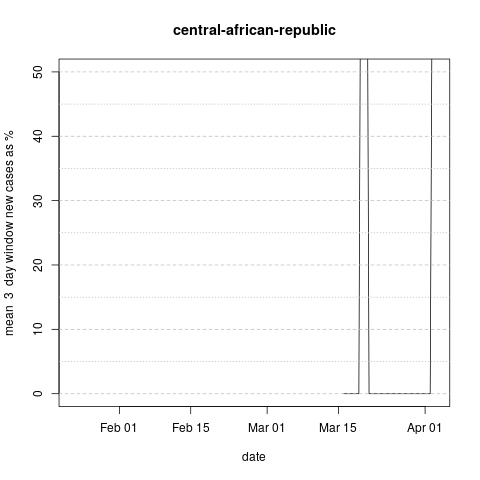 central-african-republic
mean  3  day window new cases as %
50
40
30
20
10
0
Feb 01
Feb 15
Mar 01
Mar 15
Apr 01
date